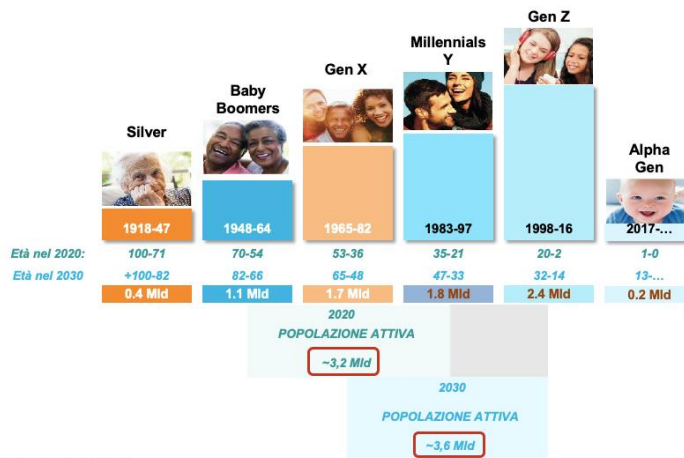 Gen Z
Millennials
Y
Gen X
Baby
Boomers
Silver
Alpha
Gen
1918-47 1948-64 1965-82 1983-97 1998-16 2017-...
Età nel 2020: 100-71 70-54 53-36 35-21 20-2 1-0
Età nel 2030 +100-82 82-66 65-48 47-33 32-14 13-...
0.4 Mld 1.1 Mld 1.7 Mld 1.8 Mld 2.4 Mld 0.2 Mld
2020
POPOLAZIONE ATTIVA
~3,2 Mld
2030
POPOLAZIONE ATTIVA
~3,6 Mld